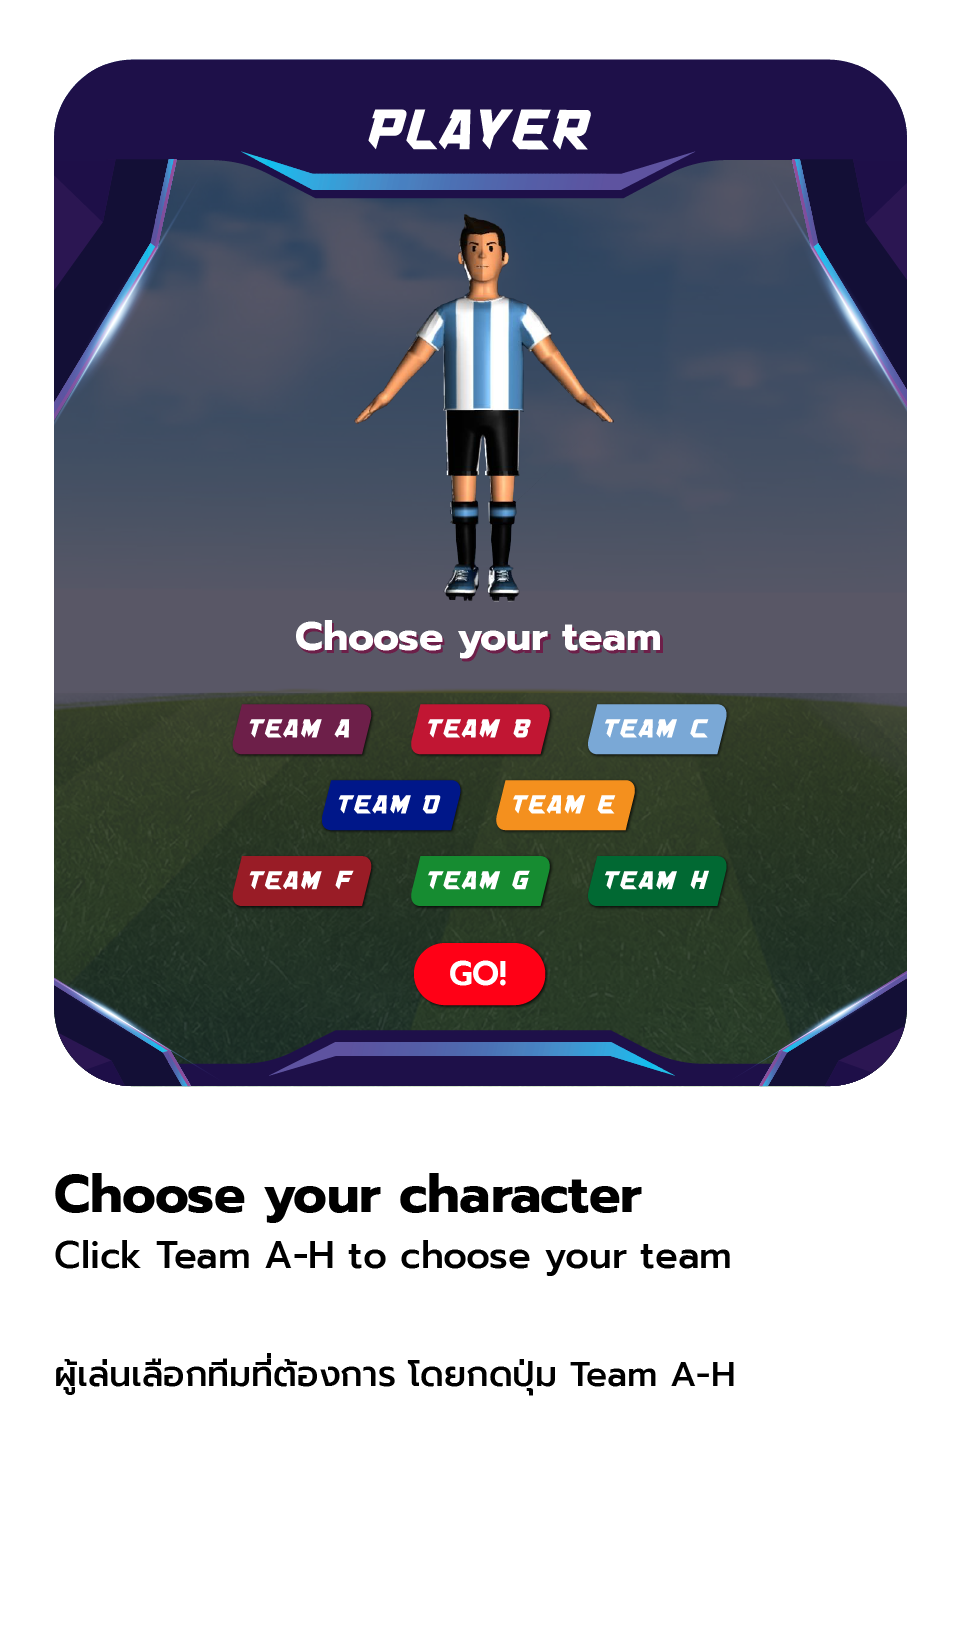 PLAYER
Choose your team
TEAM A TEAM B TEAM C
TEAM D TEAM E
TEAM F TEAM G TEAM H
GO!
Choose your character
Click Team A-H to choose your team
ผู้เล่นเลือกทีมที่ต้องการ โดยกดปุ่ม Team A-H